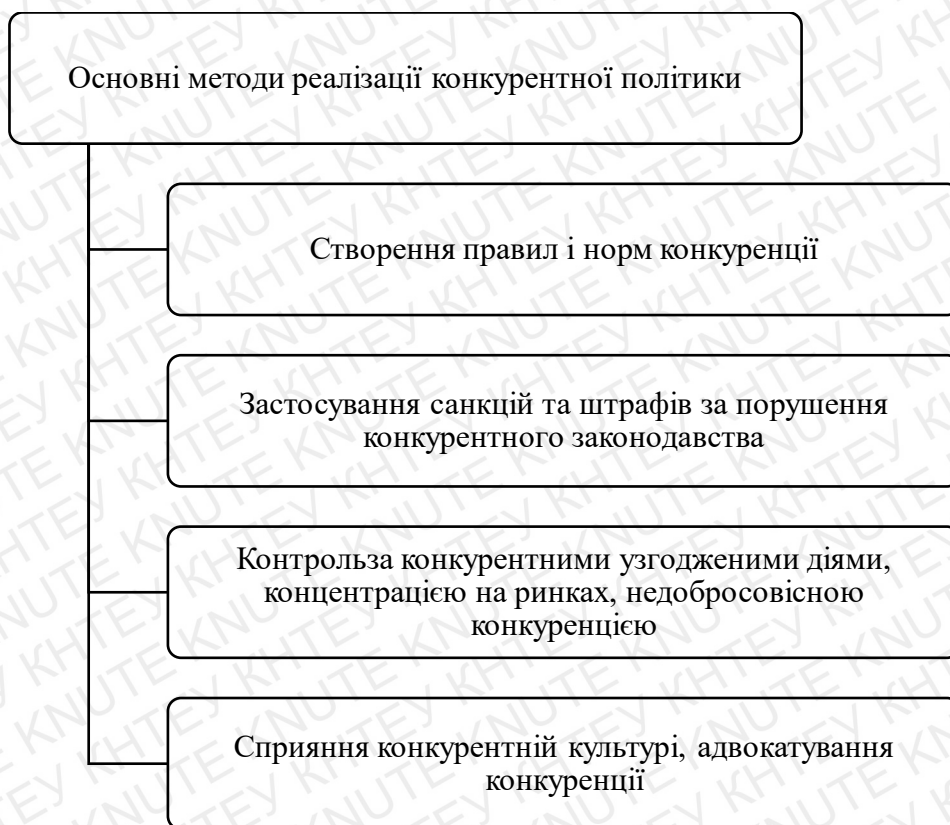 Основні методи реалізації конкурентної політики
Створення правил і норм конкуренції
Застосування санкцій та штрафів за порушення
конкурентного законодавства
Контрольза конкурентними узгодженими діями,
концентрацією на ринках, недобросовісною
конкуренцією
Сприяння конкурентній культурі, адвокатування
конкуренції